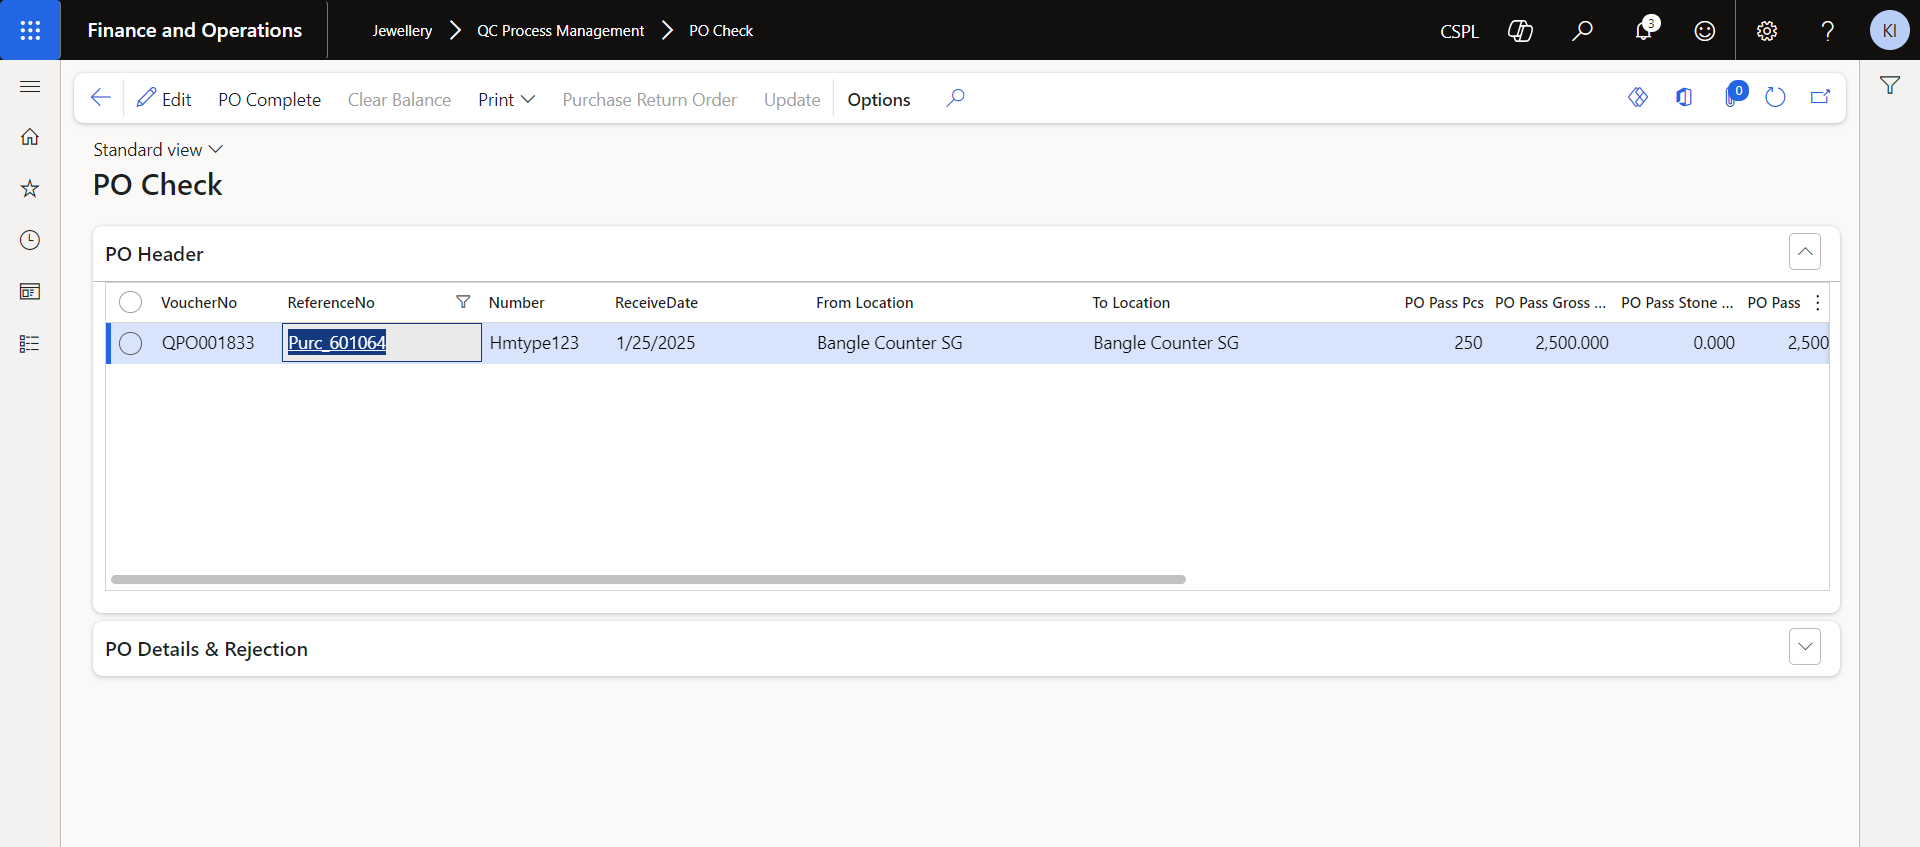 Finance and Operations
Jewellery
QC Process Management
PO Check
CSPL
3
?
KI
Edit
PO Complete
Clear Balance
Print
Purchase Return Order
Update
Options
0
Standard view
PO Check
PO Header
VoucherNo ReferenceNo Number ReceiveDate From Location To Location PO Pass Pcs PO Pass Gross ... PO Pass Stone ... PO Pass
QPO001833 Purc_601064 Hmtype123 1/25/2025 Bangle Counter SG Bangle Counter SG 250 2,500.000 0.000 2,500
PO Details & Rejection